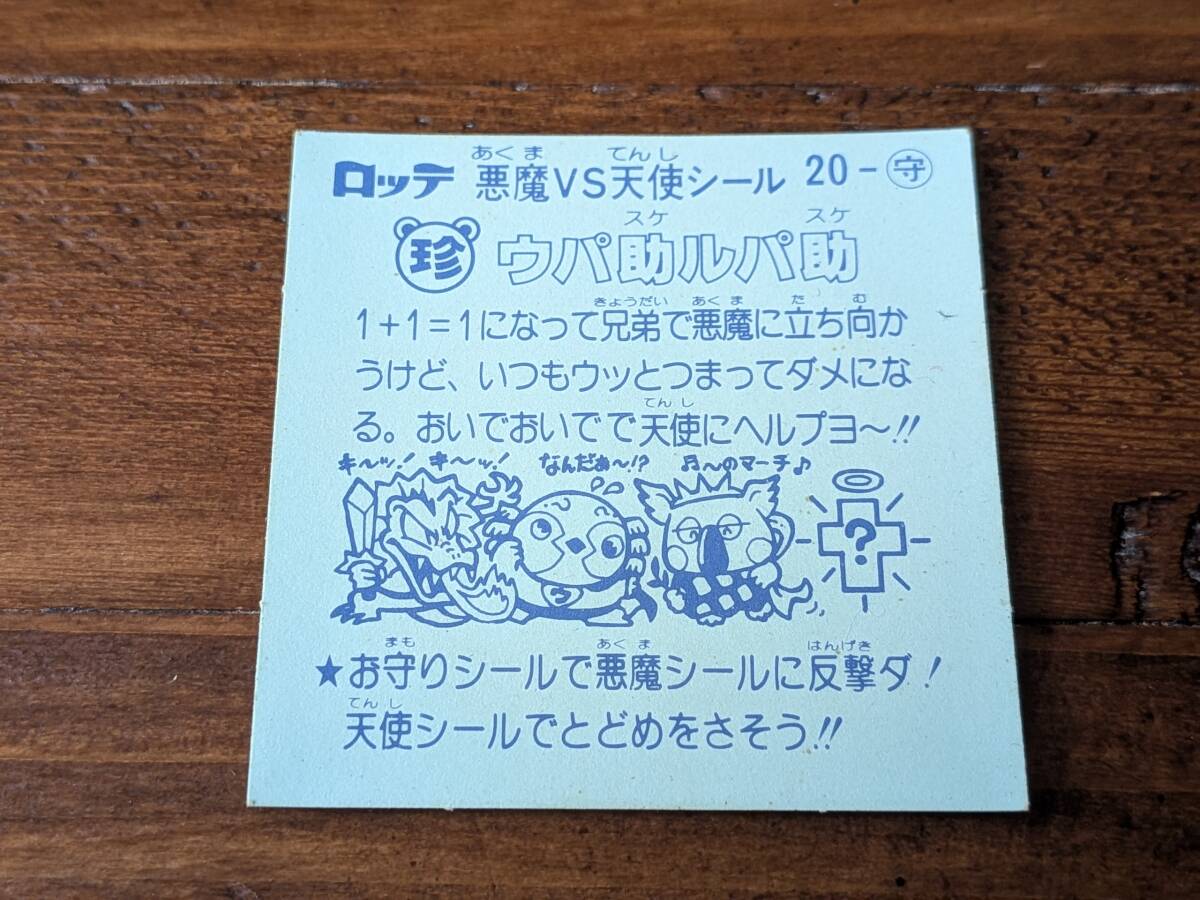 あくま てんし
ロッテ 悪魔VS天使シール 20-守
スケ スケ
珍 ウパ助ルパ助
きょうだい あくま た む
1+1=1になって兄弟で悪魔に立ち向か
うけど、いつもウッとつまってダメにな
てんし
る。おいでおいでで天使にヘルプヨ〜!!
キ〜ッ! キ〜ッ! なんだぁ〜!? ♬〜のマーチ♪
?
まも あくま はんげき
★お守りシールで悪魔シールに反撃ダ!
てんし
天使シールでとどめをさそう!!